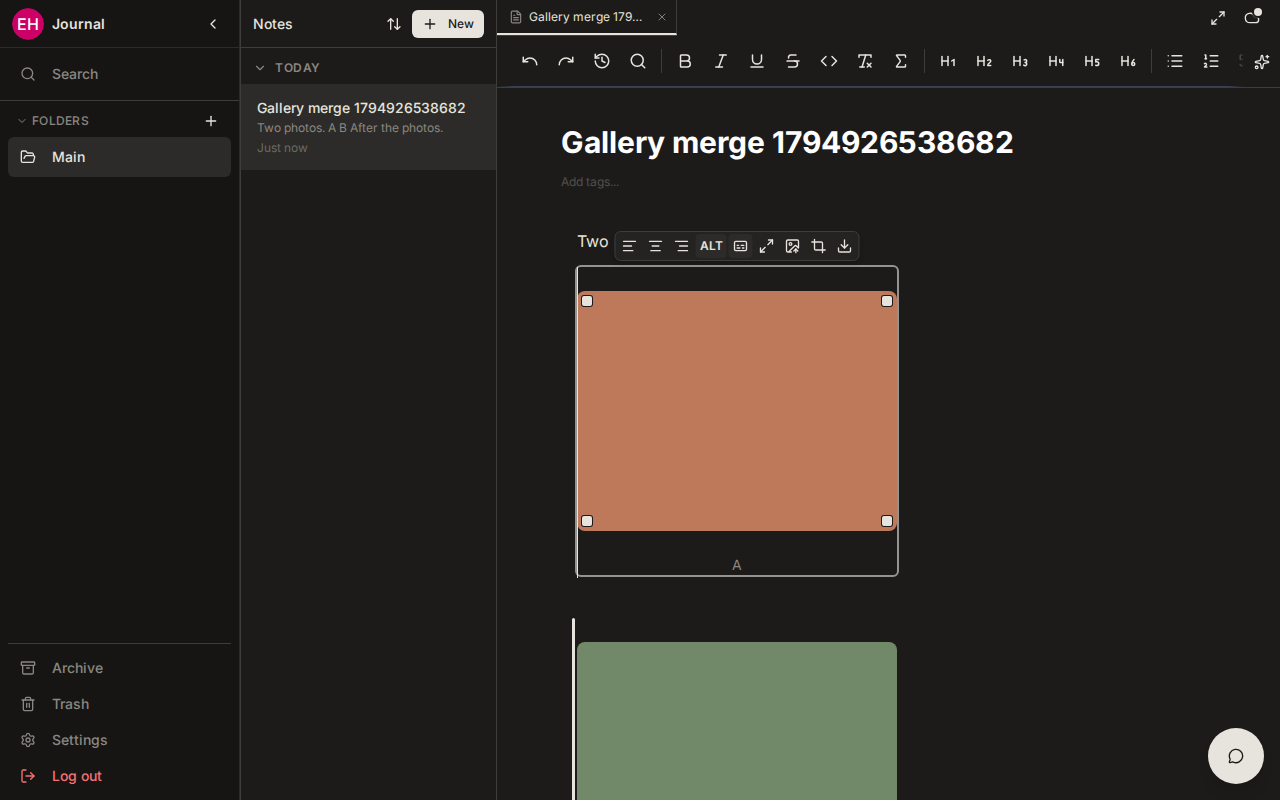 EH Journal
Search
FOLDERS
Main
Archive
Trash
Settings
Log out
Notes
New
TODAY
Gallery merge 1794926538682
Two photos. A B After the photos.
Just now
Gallery merge 179...
H1 H2 H3 H4 H5 H6
Gallery merge 1794926538682
Add tags...
Two
ALT
A